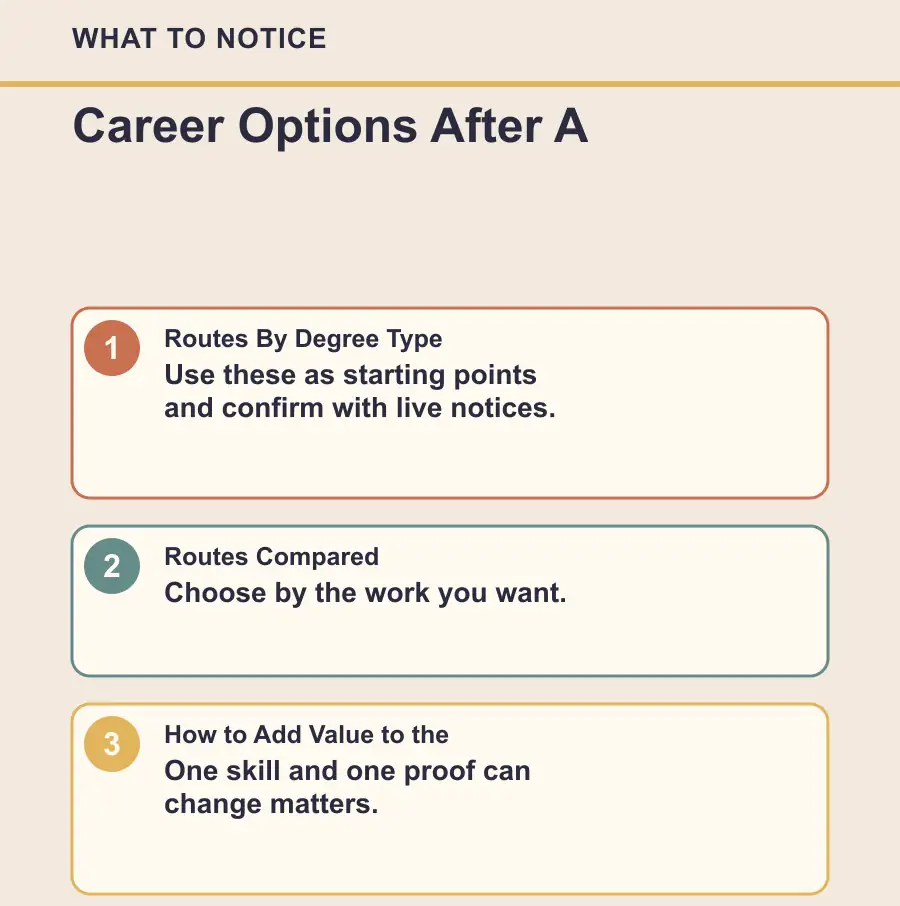 WHAT TO NOTICE
Career Options After A
1
Routes By Degree Type
Use these as starting points
and confirm with live notices.
2
Routes Compared
Choose by the work you want.
3
How to Add Value to the
One skill and one proof can
change matters.